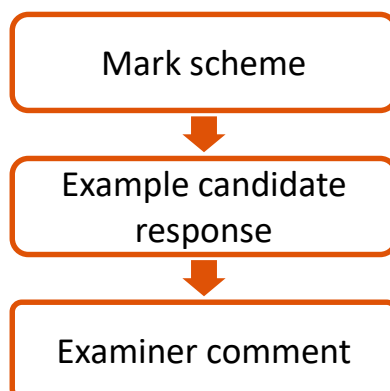 Mark scheme
Example candidate
response
Examiner comment